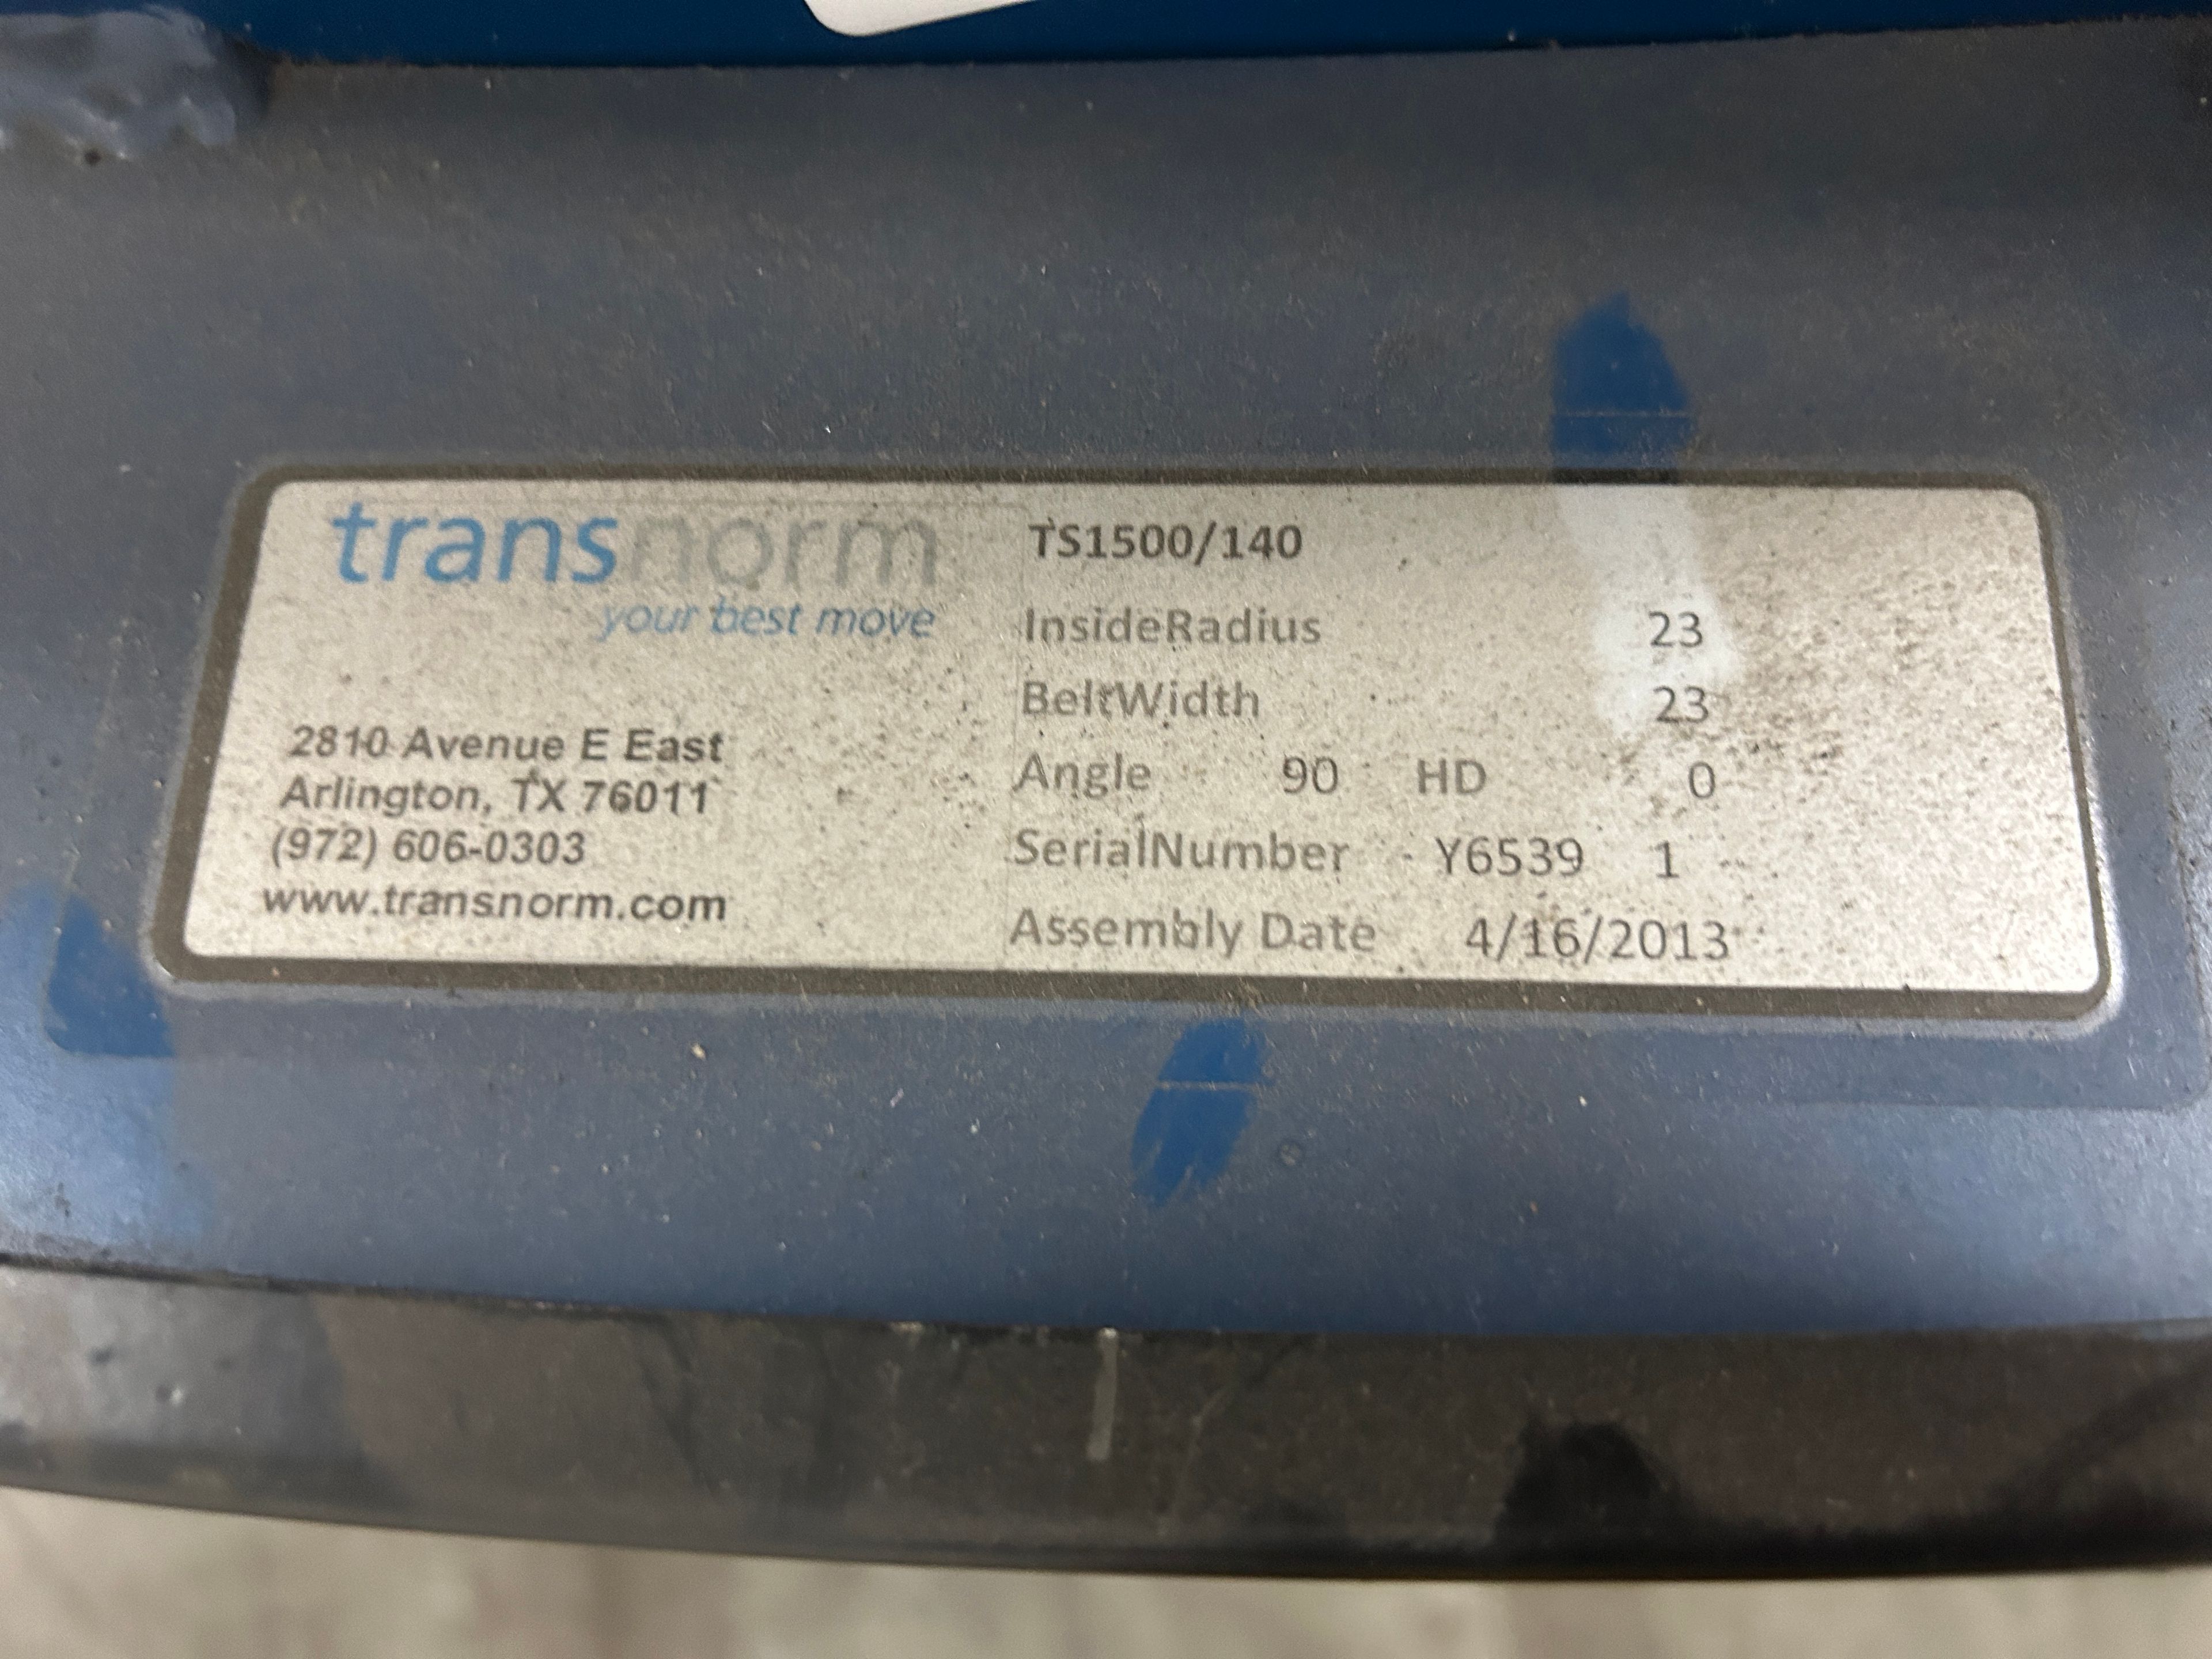 transnorm
your best move
2810 Avenue E East
Arlington, TX 76011
(972) 606-0303
www.transnorm.com
TS1500/140
InsideRadius 23
BeltWidth 23
Angle 90 HD 0
SerialNumber Y6539 1
Assembly Date 4/16/2013